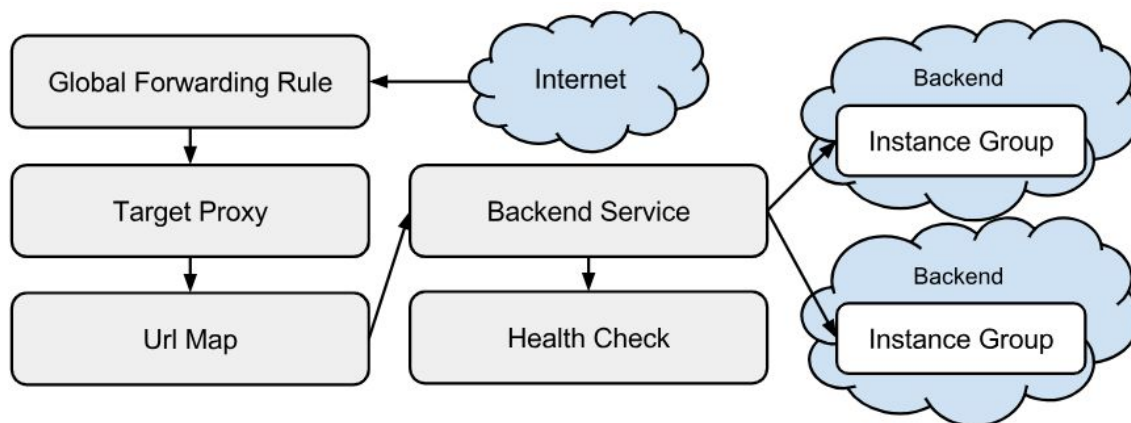 Global Forwarding Rule
Internet
Backend
Instance Group
Target Proxy
Backend Service
Url Map
Health Check
Backend
Instance Group